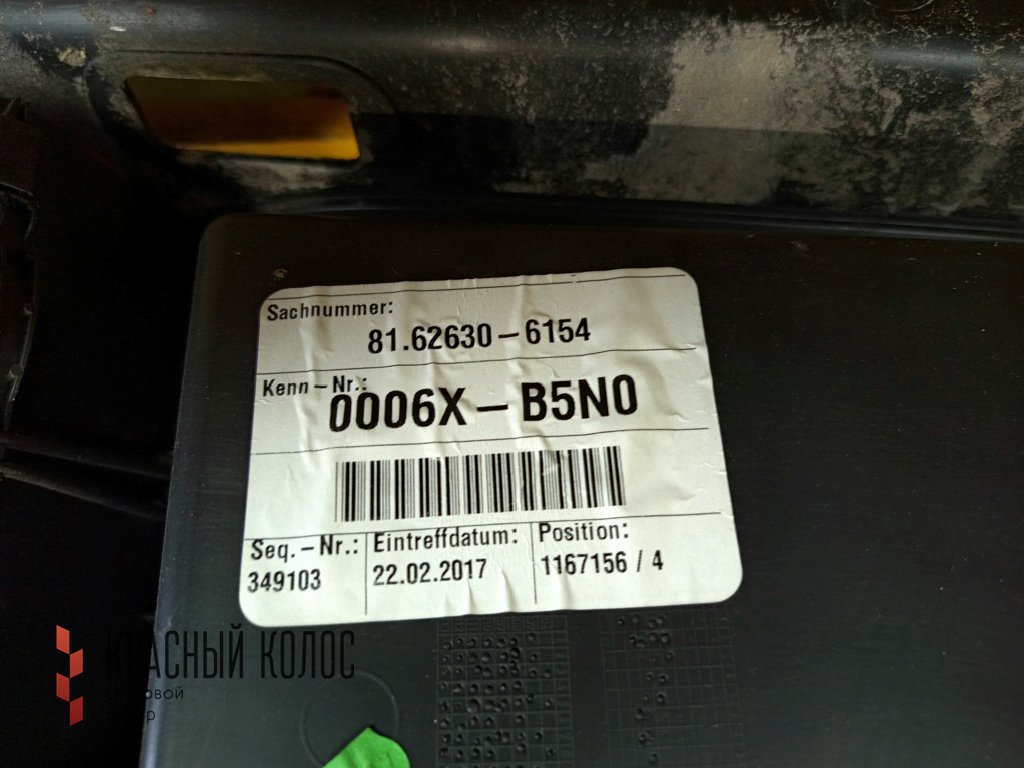 Sachnummer:
81.62630-6154
Kenn-Nr.:
0006X-B5N0
Seq.-Nr.:
349103
Eintreffdatum:
22.02.2017
Position:
1167156 / 4
КРАСНЫЙ КОЛОС
грузовой